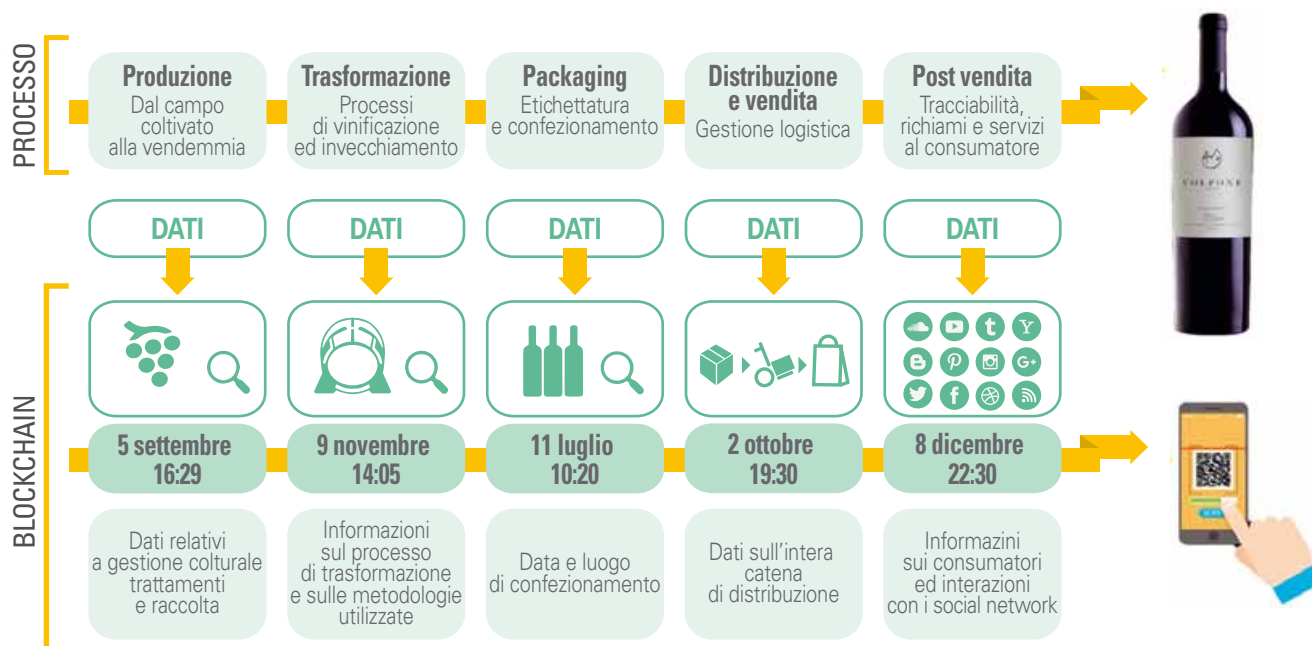 PROCESSO
Produzione
Dal campo
coltivato
alla vendemmia
Trasformazione
Processi
di vinificazione
ed invecchiamento
Packaging
Etichettatura
e confezionamento
Distribuzione
e vendita
Gestione logistica
Post vendita
Tracciabilità,
richiami e servizi
al consumatore
VOLPONE
DATI
DATI
DATI
DATI
DATI
BLOCKCHAIN
5 settembre
16:29
9 novembre
14:05
11 luglio
10:20
2 ottobre
19:30
8 dicembre
22:30
Dati relativi
a gestione colturale
trattamenti
e raccolta
Informazioni
sul processo
di trasformazione
e sulle metodologie
utilizzate
Data e luogo
di confezionamento
Dati sull'intera
catena
di distribuzione
Informazini
sui consumatori
ed interazioni
con i social network